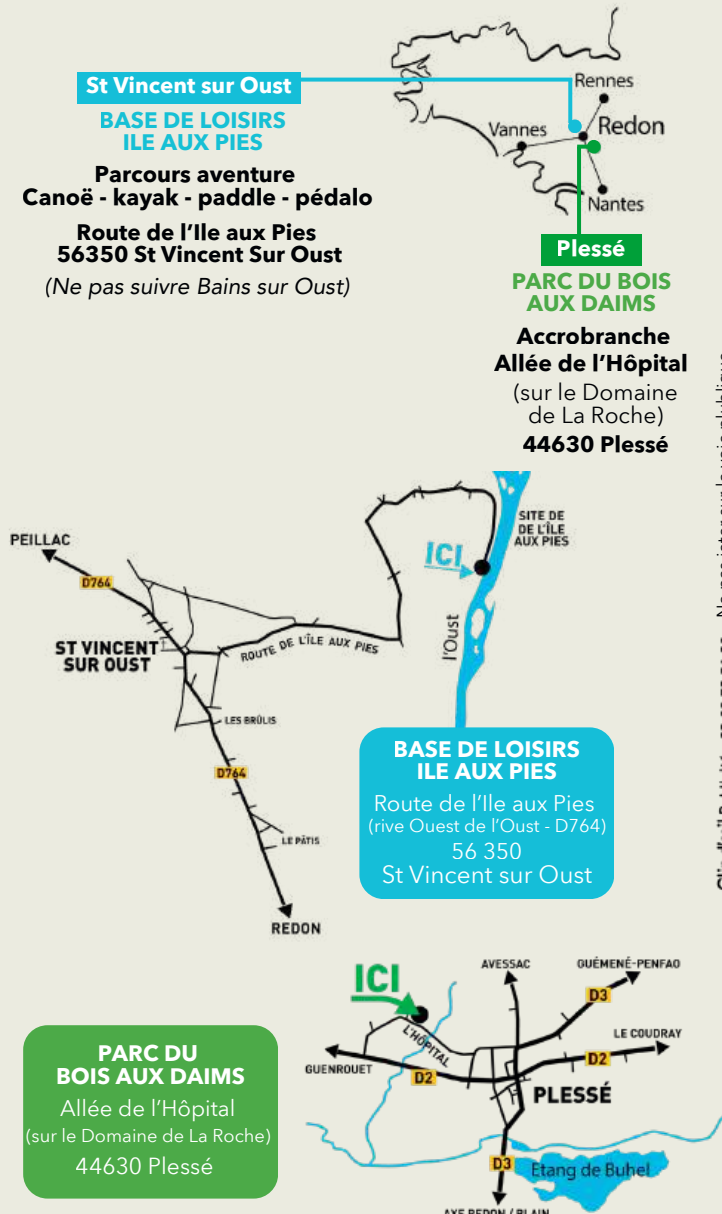 St Vincent sur Oust
BASE DE LOISIRS
ILE AUX PIES
Parcours aventure
Canoë - kayak - paddle - pédalo
Route de l'Ile aux Pies
56350 St Vincent Sur Oust
(Ne pas suivre Bains sur Oust)
Rennes
Vannes
Redon
Nantes
Plessé
PARC DU BOIS
AUX DAIMS
Accrobranche
Allée de l'Hôpital
(sur le Domaine
de La Roche)
44630 Plessé
PEILLAC
D764
ST VINCENT
SUR OUST
ROUTE DE L'ÎLE AUX PIES
ICI
SITE DE
DE L'ÎLE
AUX PIES
l'Oust
LES BRÛLIS
D764
LE PÂTIS
REDON
BASE DE LOISIRS
ILE AUX PIES
Route de l'Ile aux Pies
(rive Ouest de l'Oust - D764)
56 350
St Vincent sur Oust
PARC DU
BOIS AUX DAIMS
Allée de l'Hôpital
(sur le Domaine de La Roche)
44630 Plessé
ICI
AVESSAC
GUÉMENÉ-PENFAO
D3
LE COUDRAY
D2
L'HÔPITAL
GUENROUET
D2
PLESSÉ
D3
Etang de Buhel
AXE REDON / BLAIN